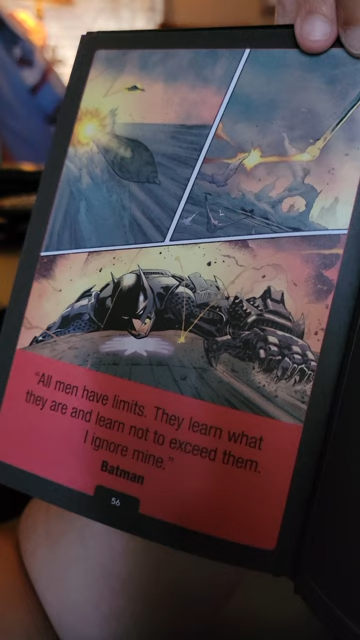 "All men have limits. They learn what
they are and learn not to exceed them.
I ignore mine."
Batman
56